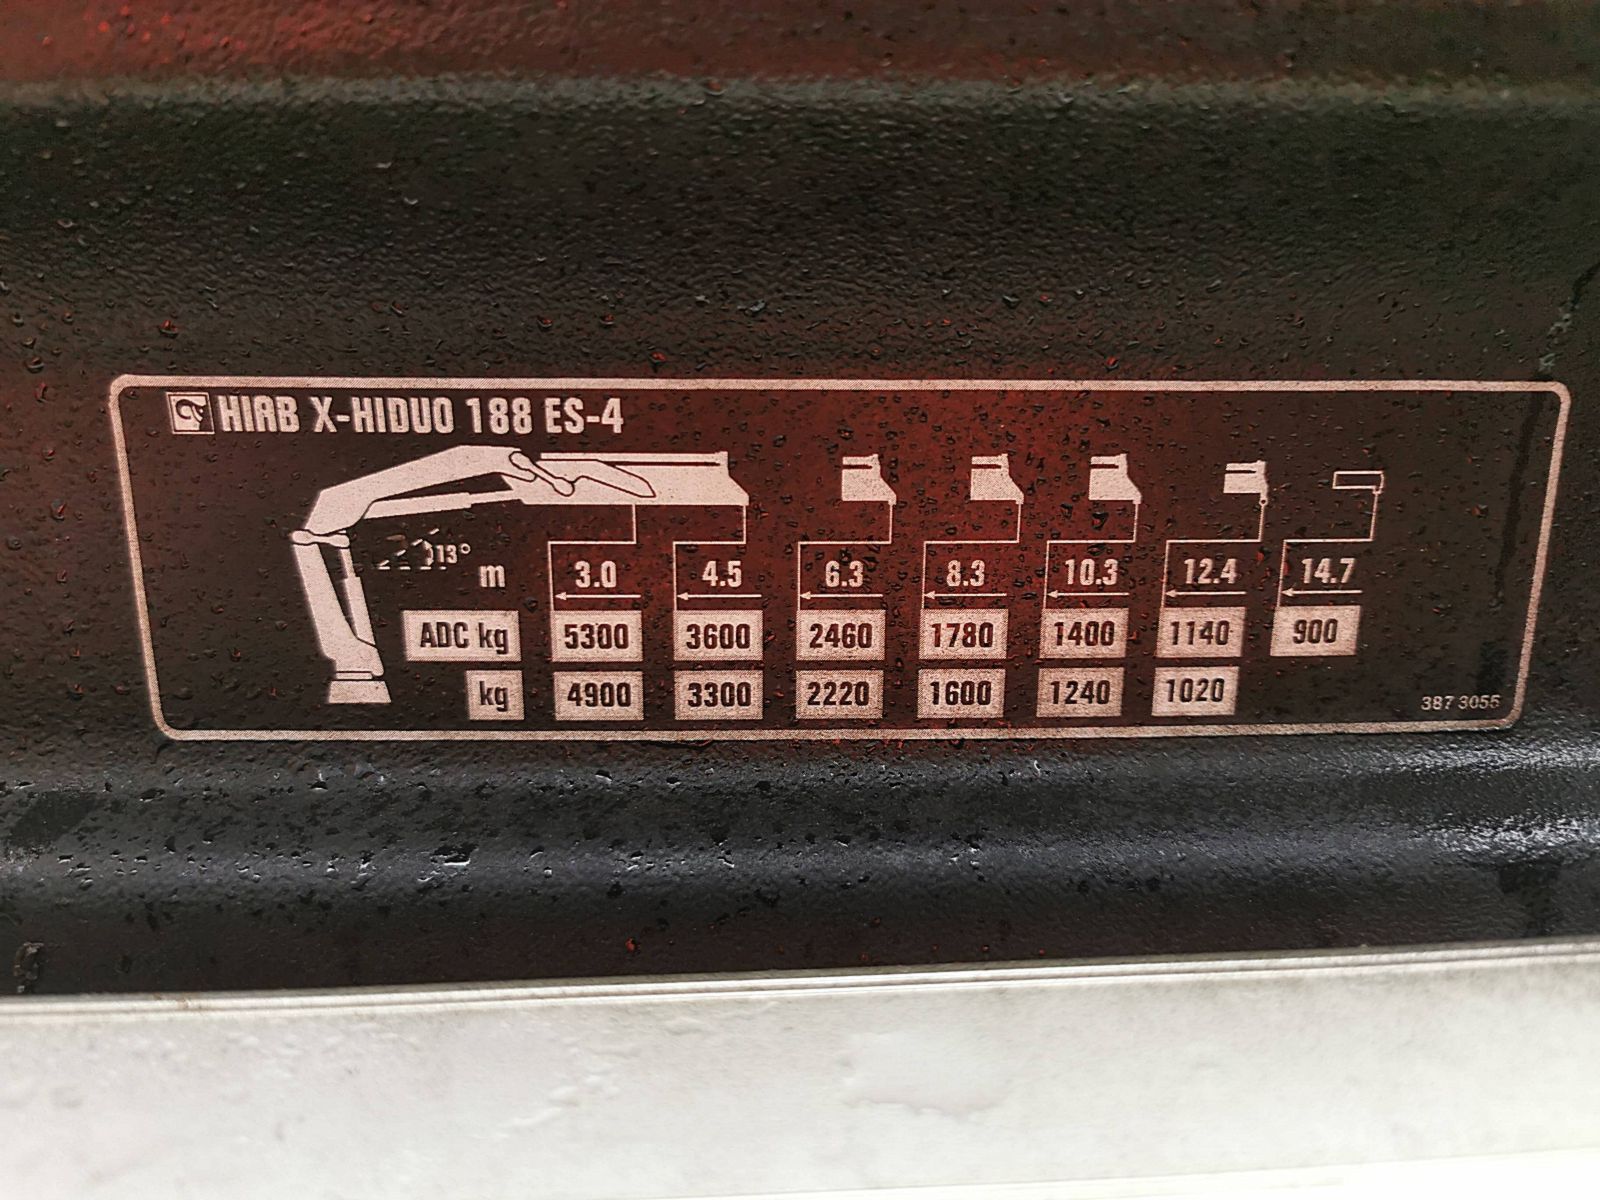 HIAB X-HIDUO 188 ES-4
13°
m 3.0 4.5 6.3 8.3 10.3 12.4 14.7
ADC kg 5300 3600 2460 1780 1400 1140 900
kg 4900 3300 2220 1600 1240 1020
387 3055